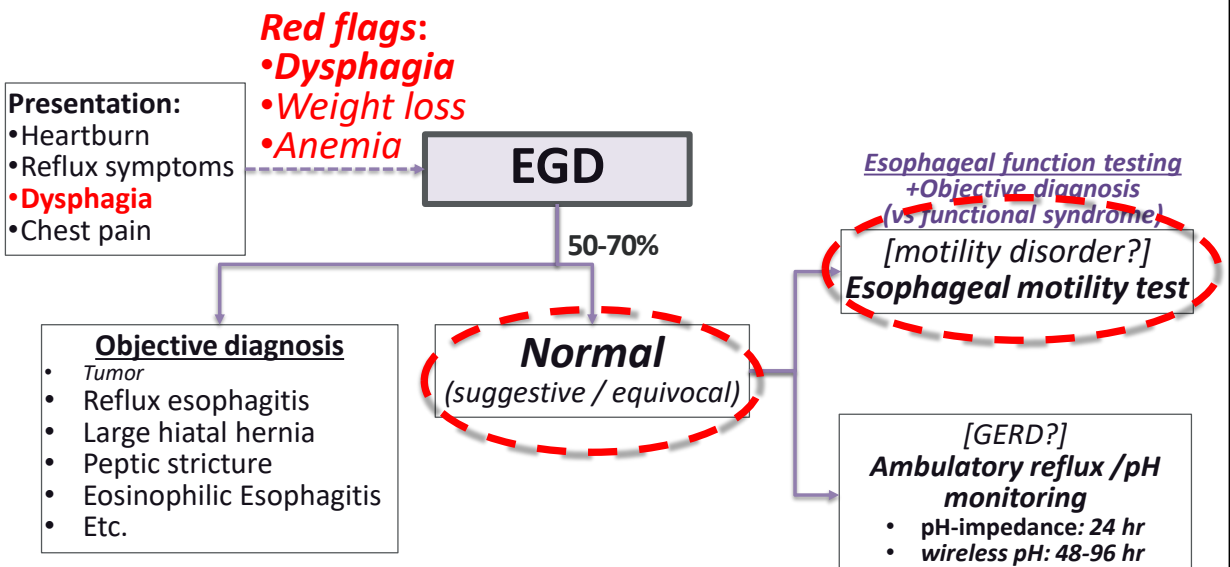 Red flags:
•Dysphagia
•Weight loss
•Anemia
Presentation:
•Heartburn
•Reflux symptoms
•Dysphagia
•Chest pain
EGD
50-70%
Objective diagnosis
• Tumor
• Reflux esophagitis
• Large hiatal hernia
• Peptic stricture
• Eosinophilic Esophagitis
• Etc.
Normal
(suggestive / equivocal)
Esophageal function testing
+Objective diagnosis
(vs functional syndrome)
[motility disorder?]
Esophageal motility test
[GERD?]
Ambulatory reflux /pH
monitoring
• pH-impedance: 24 hr
• wireless pH: 48-96 hr